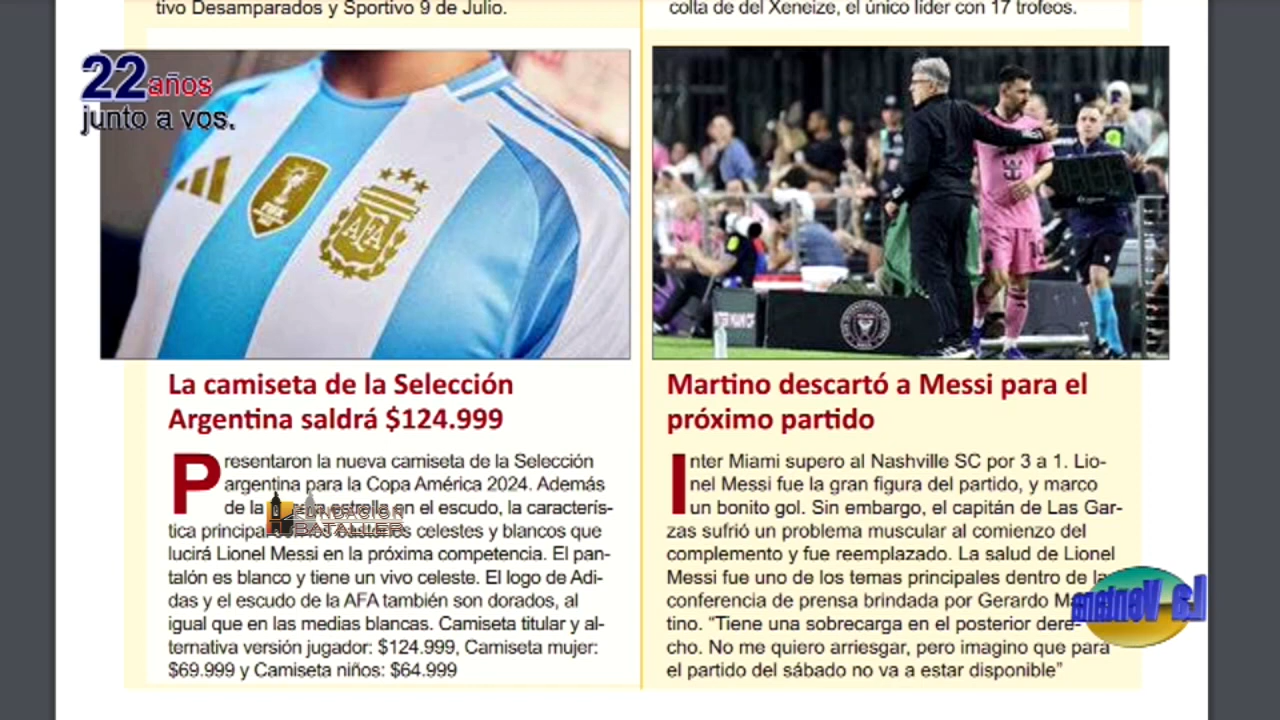 tivo Desamparados y Sportivo 9 de Julio.
colta de del Xeneize, el único líder con 17 trofeos.
22 años
junto a vos.
AFA
La camiseta de la Selección
Argentina saldrá $124.999
Presentaron la nueva camiseta de la Selección
argentina para la Copa América 2024. Además
de la estrella en el escudo, la caracterís-
tica principal bastones celestes y blancos que
lucirá Lionel Messi en la próxima competencia. El pan-
talón es blanco y tiene un vivo celeste. El logo de Adi-
das y el escudo de la AFA también son dorados, al
igual que en las medias blancas. Camiseta titular y al-
ternativa versión jugador: $124.999, Camiseta mujer:
$69.999 y Camiseta niños: $64.999
FUNDACION
BATALLER
Martino descartó a Messi para el
próximo partido
Inter Miami supero al Nashville SC por 3 a 1. Lio-
nel Messi fue la gran figura del partido, y marco
un bonito gol. Sin embargo, el capitán de Las Gar-
zas sufrió un problema muscular al comienzo del
complemento y fue reemplazado. La salud de Lionel
Messi fue uno de los temas principales dentro de la
conferencia de prensa brindada por Gerardo Mar-
tino. “Tiene una sobrecarga en el posterior dere-
cho. No me quiero arriesgar, pero imagino que para
el partido del sábado no va a estar disponible”
La Ventana